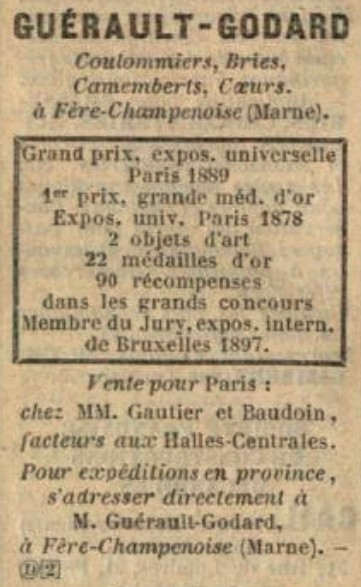 GUÉRAULT-GODARD
Coulommiers, Bries,
Camemberts, Cœurs.
à Fère-Champenoise (Marne).
Grand prix, expos. universelle
Paris 1889
1er prix, grande méd. d'or
Expos. univ. Paris 1878
2 objets d'art
22 médailles d'or
90 récompenses
dans les grands concours
Membre du Jury, expos. intern.
de Bruxelles 1897.
Vente pour Paris :
chez MM. Gautier et Baudoin,
facteurs aux Halles-Centrales.
Pour expéditions en province,
s'adresser directement à
M. Guérault-Godard,
à Fère-Champenoise (Marne). –